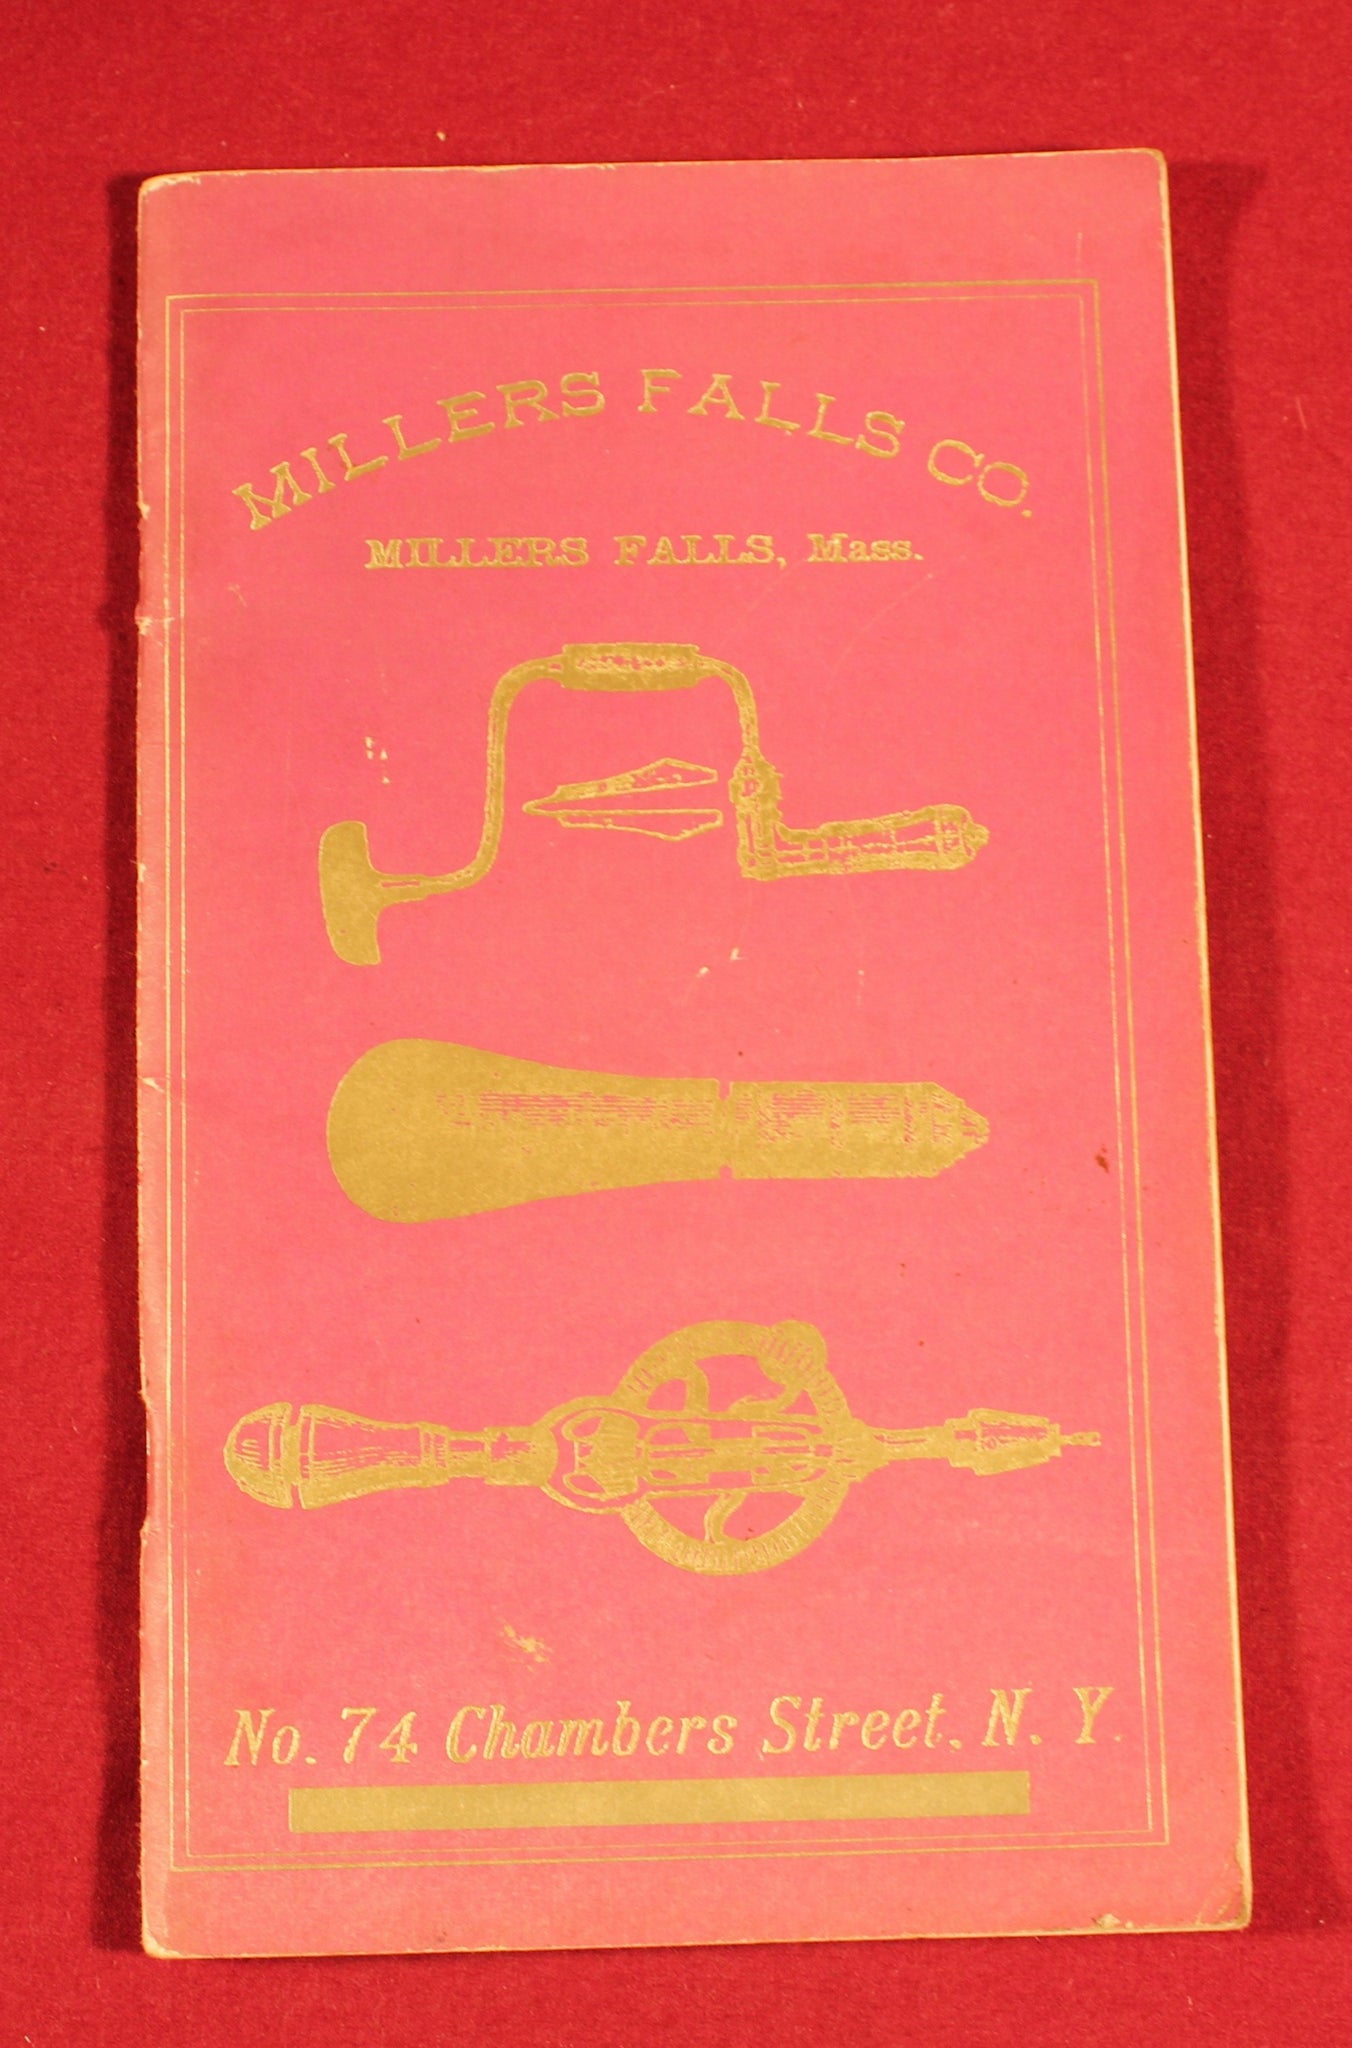 MILLERS FALLS CO.
MILLERS FALLS, Mass.
No. 74 Chambers Street, N. Y.